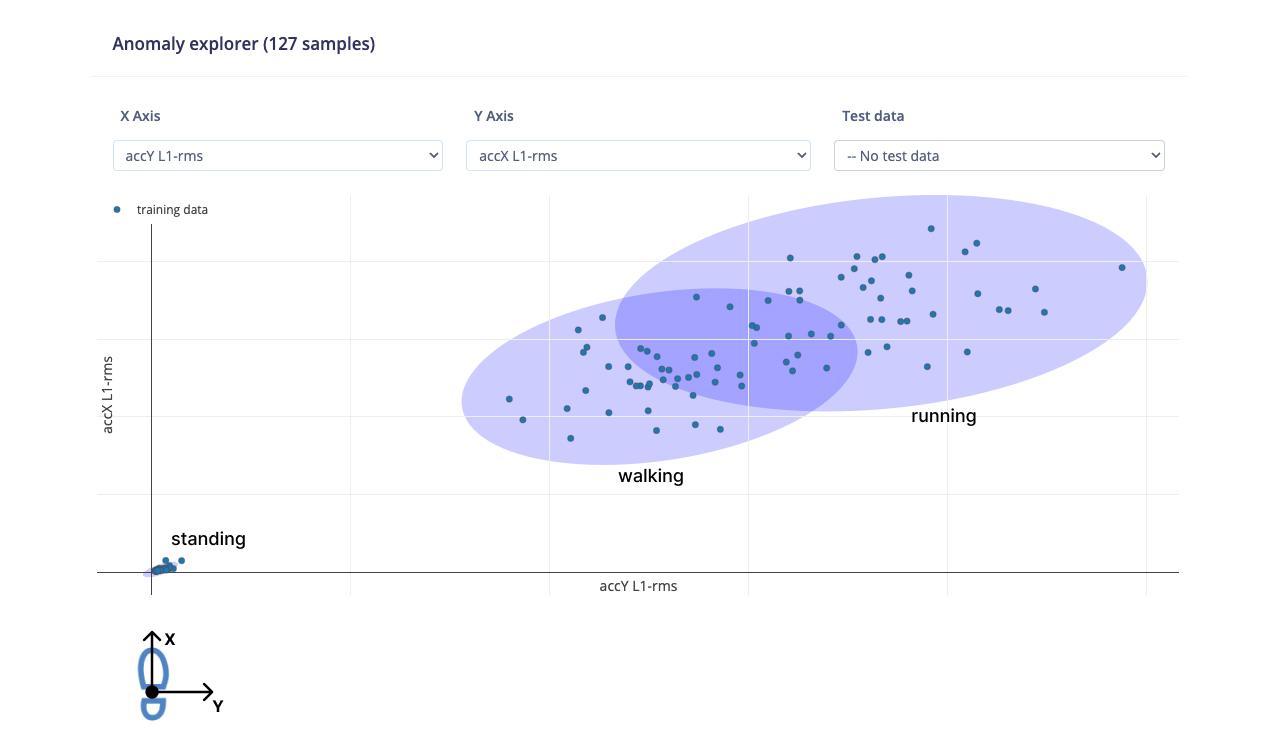 Anomaly explorer (127 samples)
X Axis
Y Axis
Test data
accY L1-rms
accX L1-rms
-- No test data
training data
accX L1-rms
running
walking
standing
accY L1-rms
X
Y